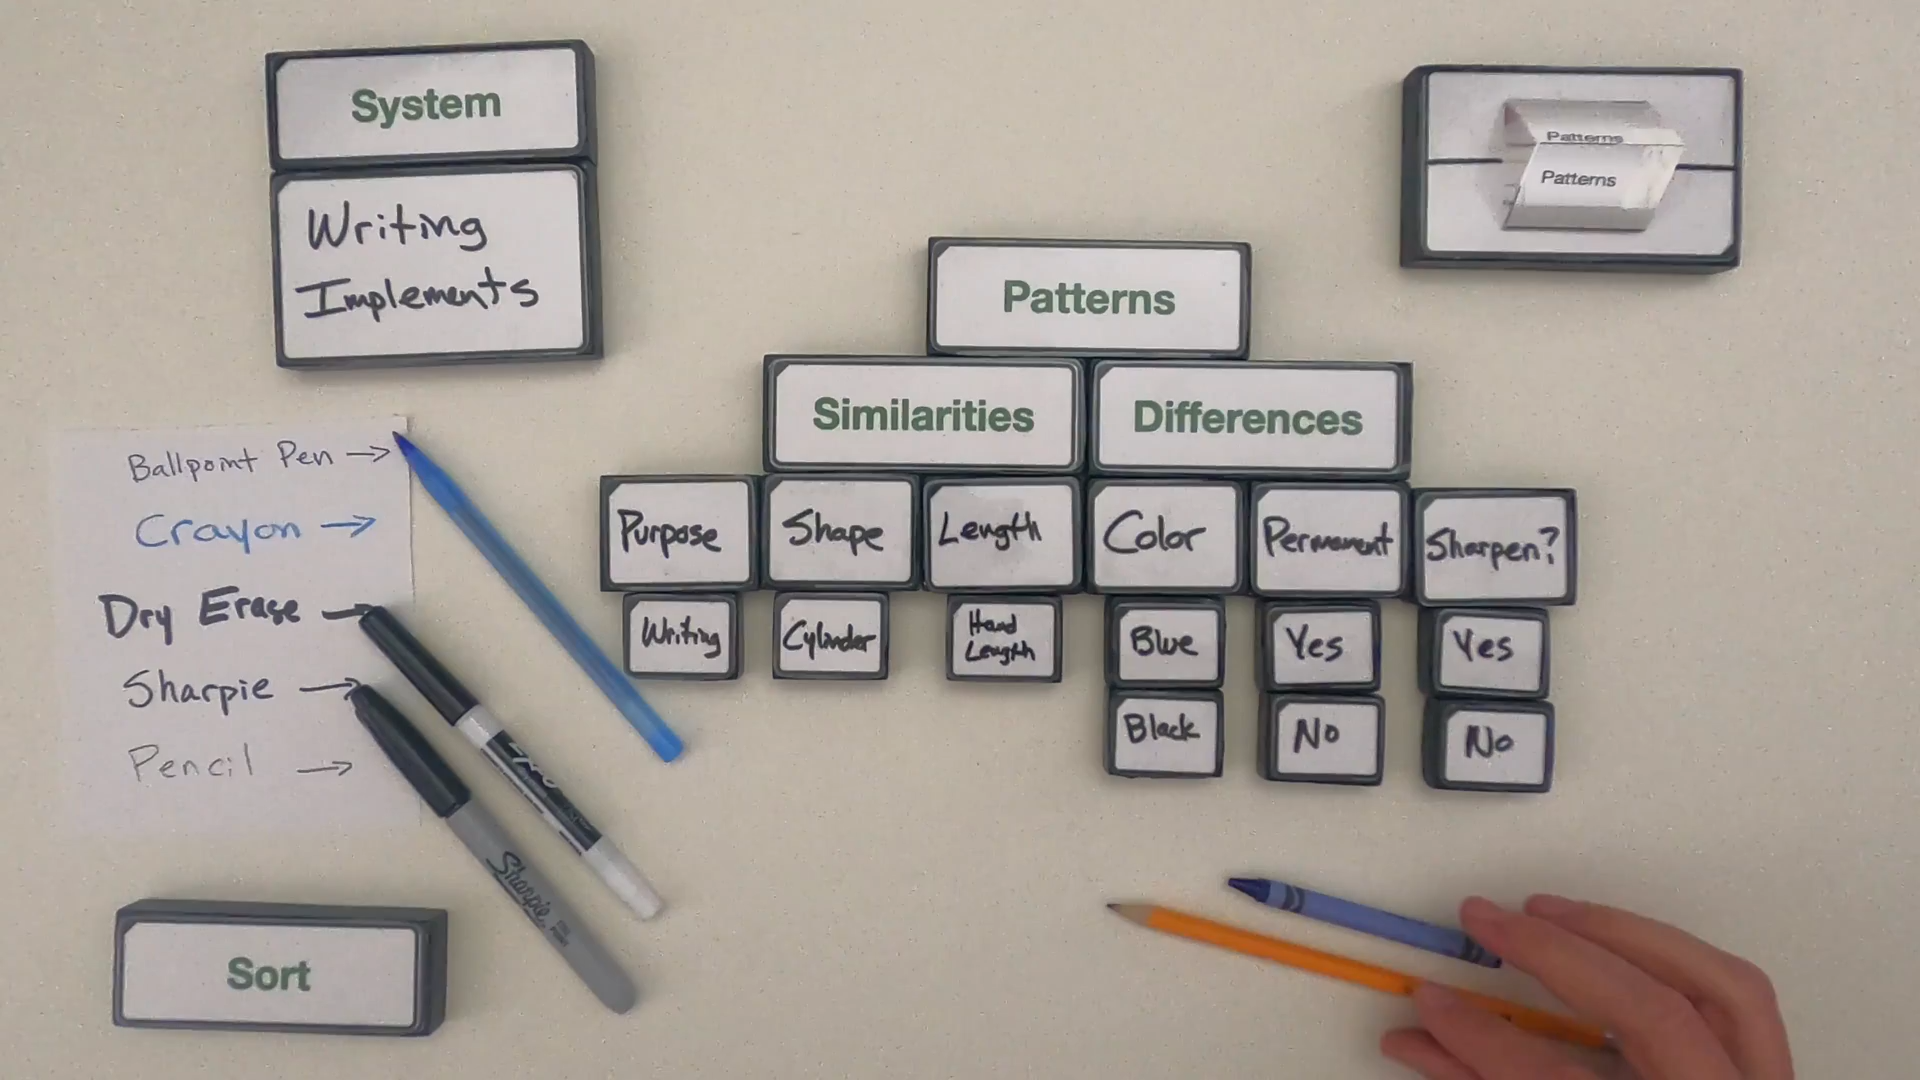 System
Writing
Implements
Patterns
Patterns
Patterns
Similarities
Differences
Purpose
Shape
Length
Color
Permanent
Sharpen?
Writing
Cylinder
Hand
Length
Blue
Yes
Yes
Black
No
No
Ballpoint Pen →
Crayon →
Dry Erase →
Sharpie →
Pencil →
Sharpie
Sort